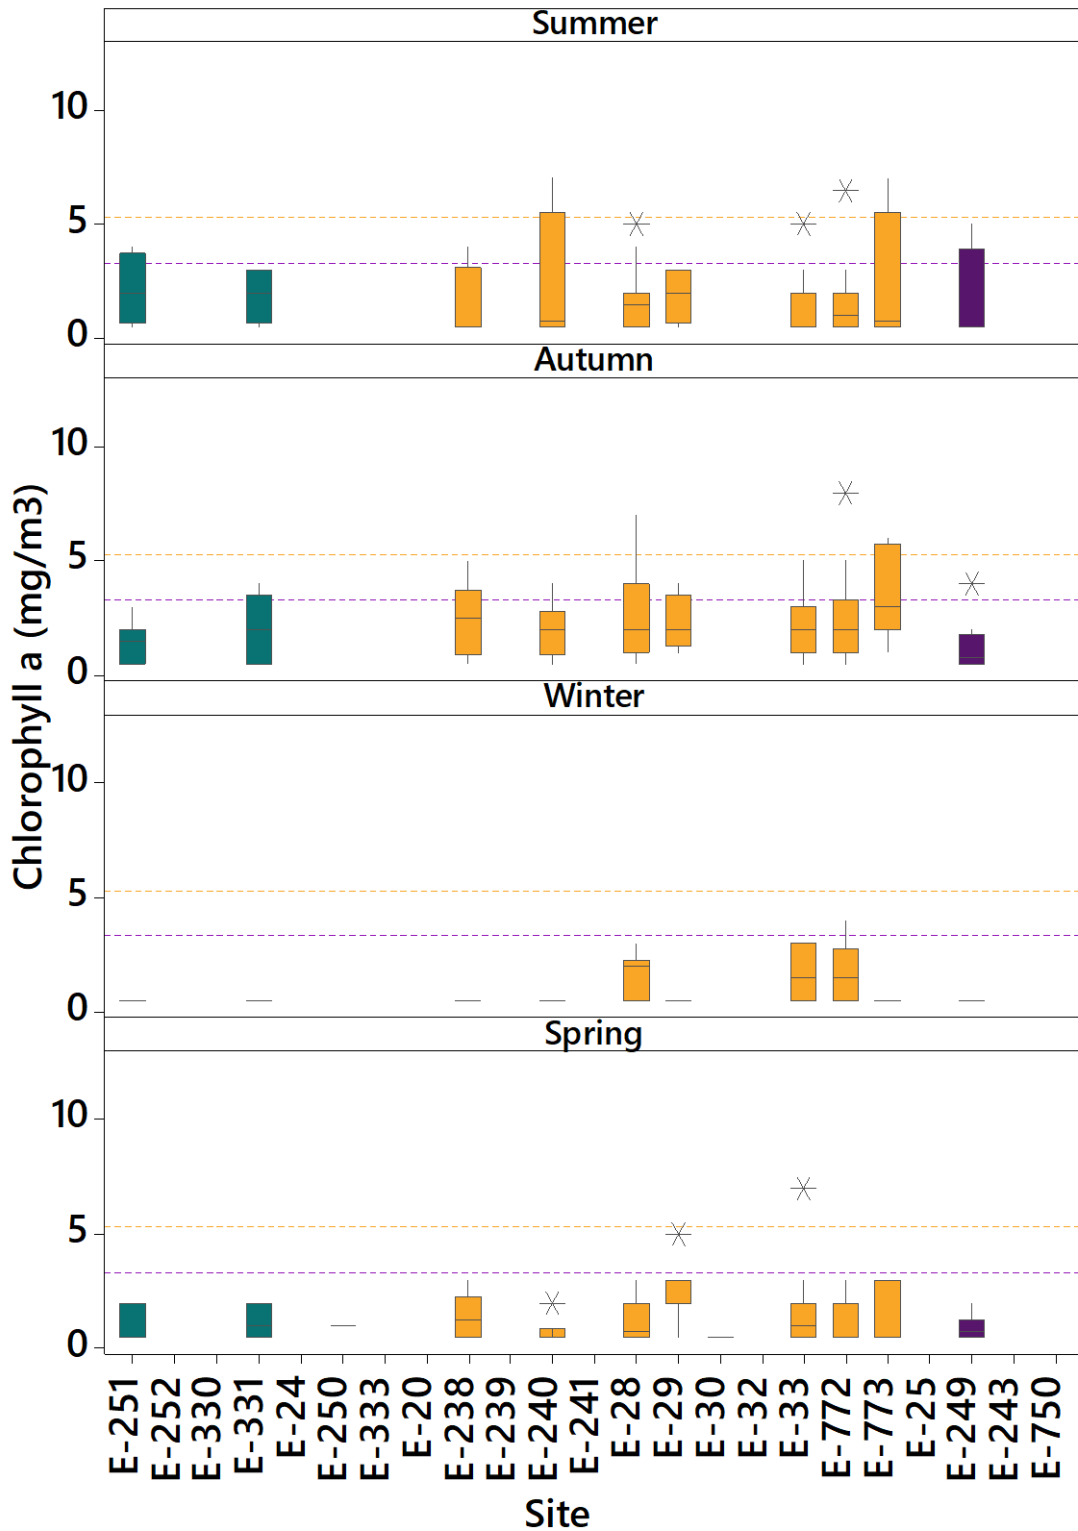 Summer
10
5
0
Autumn
10
5
0
Winter
10
5
0
Spring
10
5
0
Chlorophyll a (mg/m3)
E-251
E-252
E-330
E-331
E-24
E-250
E-333
E-20
E-238
E-239
E-240
E-241
E-28
E-29
E-30
E-32
E-33
E-772
E-773
E-25
E-249
E-243
E-750
Site